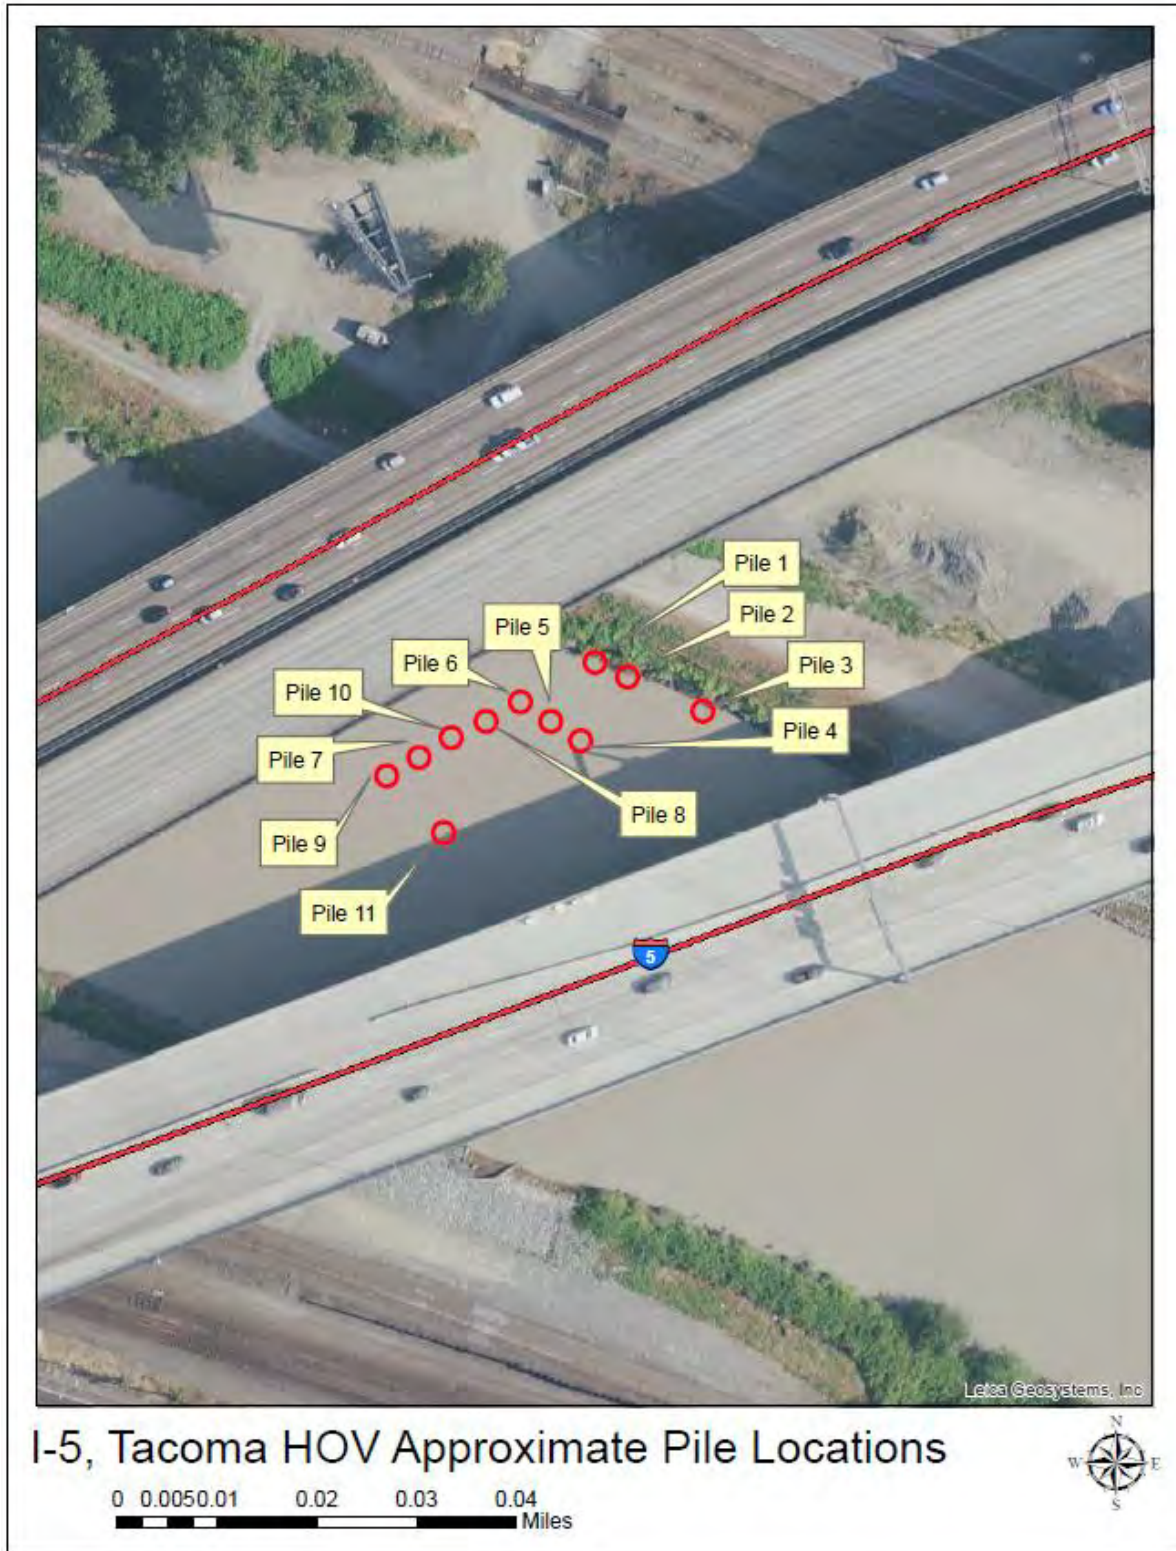 Pile 1
Pile 2
Pile 5
Pile 3
Pile 6
Pile 10
Pile 4
Pile 7
Pile 8
Pile 9
Pile 11
5
Leica Geosystems, Inc
I-5, Tacoma HOV Approximate Pile Locations
N
W E
S
0 0.0050.01 0.02 0.03 0.04
Miles